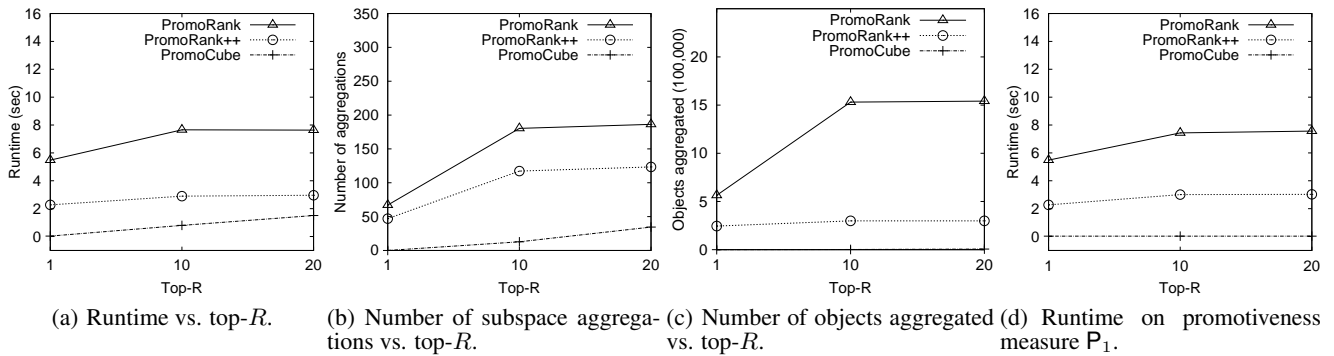 16
14
12
10
8
6
4
2
0
Runtime (sec)
PromoRank
PromoRank++
PromoCube
1
10
20
Top-R
350
300
250
200
150
100
50
0
Number of aggregations
PromoRank
PromoRank++
PromoCube
1
10
20
Top-R
20
15
10
5
0
Objects aggregated (100,000)
PromoRank
PromoRank++
PromoCube
1
10
20
Top-R
16
14
12
10
8
6
4
2
0
Runtime (sec)
PromoRank
PromoRank++
PromoCube
1
10
20
Top-R
(a) Runtime vs. top-R.
(b) Number of subspace aggrega-
tions vs. top-R.
(c) Number of objects aggregated
vs. top-R.
(d) Runtime on promotiveness
measure P₁.